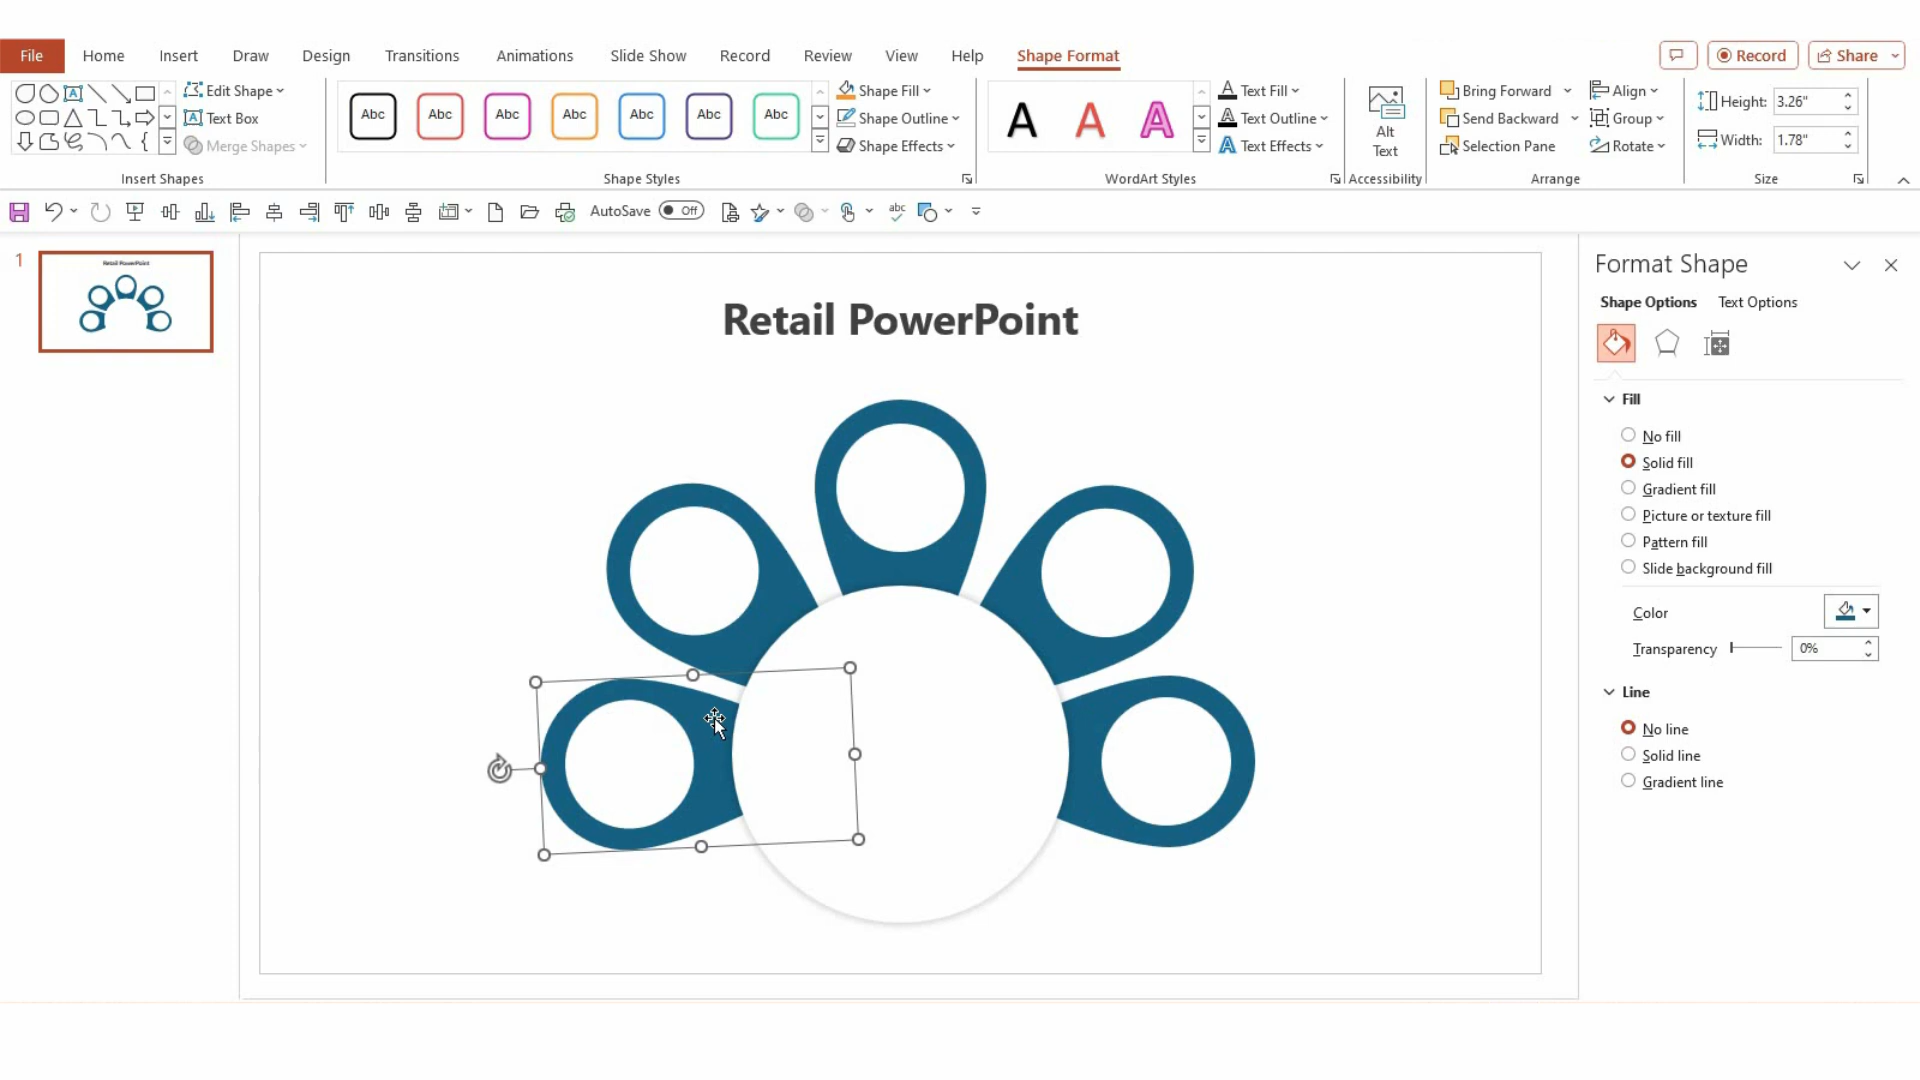 File Home Insert Draw Design Transitions Animations Slide Show Record Review View Help Shape Format Record Share
Edit Shape
Text Box
Merge Shapes
Insert Shapes
Abc Abc Abc Abc Abc Abc Abc
Shape Fill
Shape Outline
Shape Effects
Shape Styles
A A A
Text Fill
Text Outline
Text Effects
WordArt Styles
Alt
Text
Accessibility
Bring Forward
Send Backward
Selection Pane
Align
Group
Rotate
Arrange
Height: 3.26"
Width: 1.78"
Size
AutoSave Off
abc
1
Retail PowerPoint
Retail PowerPoint
Format Shape
Shape Options Text Options
Fill
No fill
Solid fill
Gradient fill
Picture or texture fill
Pattern fill
Slide background fill
Color
Transparency 0%
Line
No line
Solid line
Gradient line